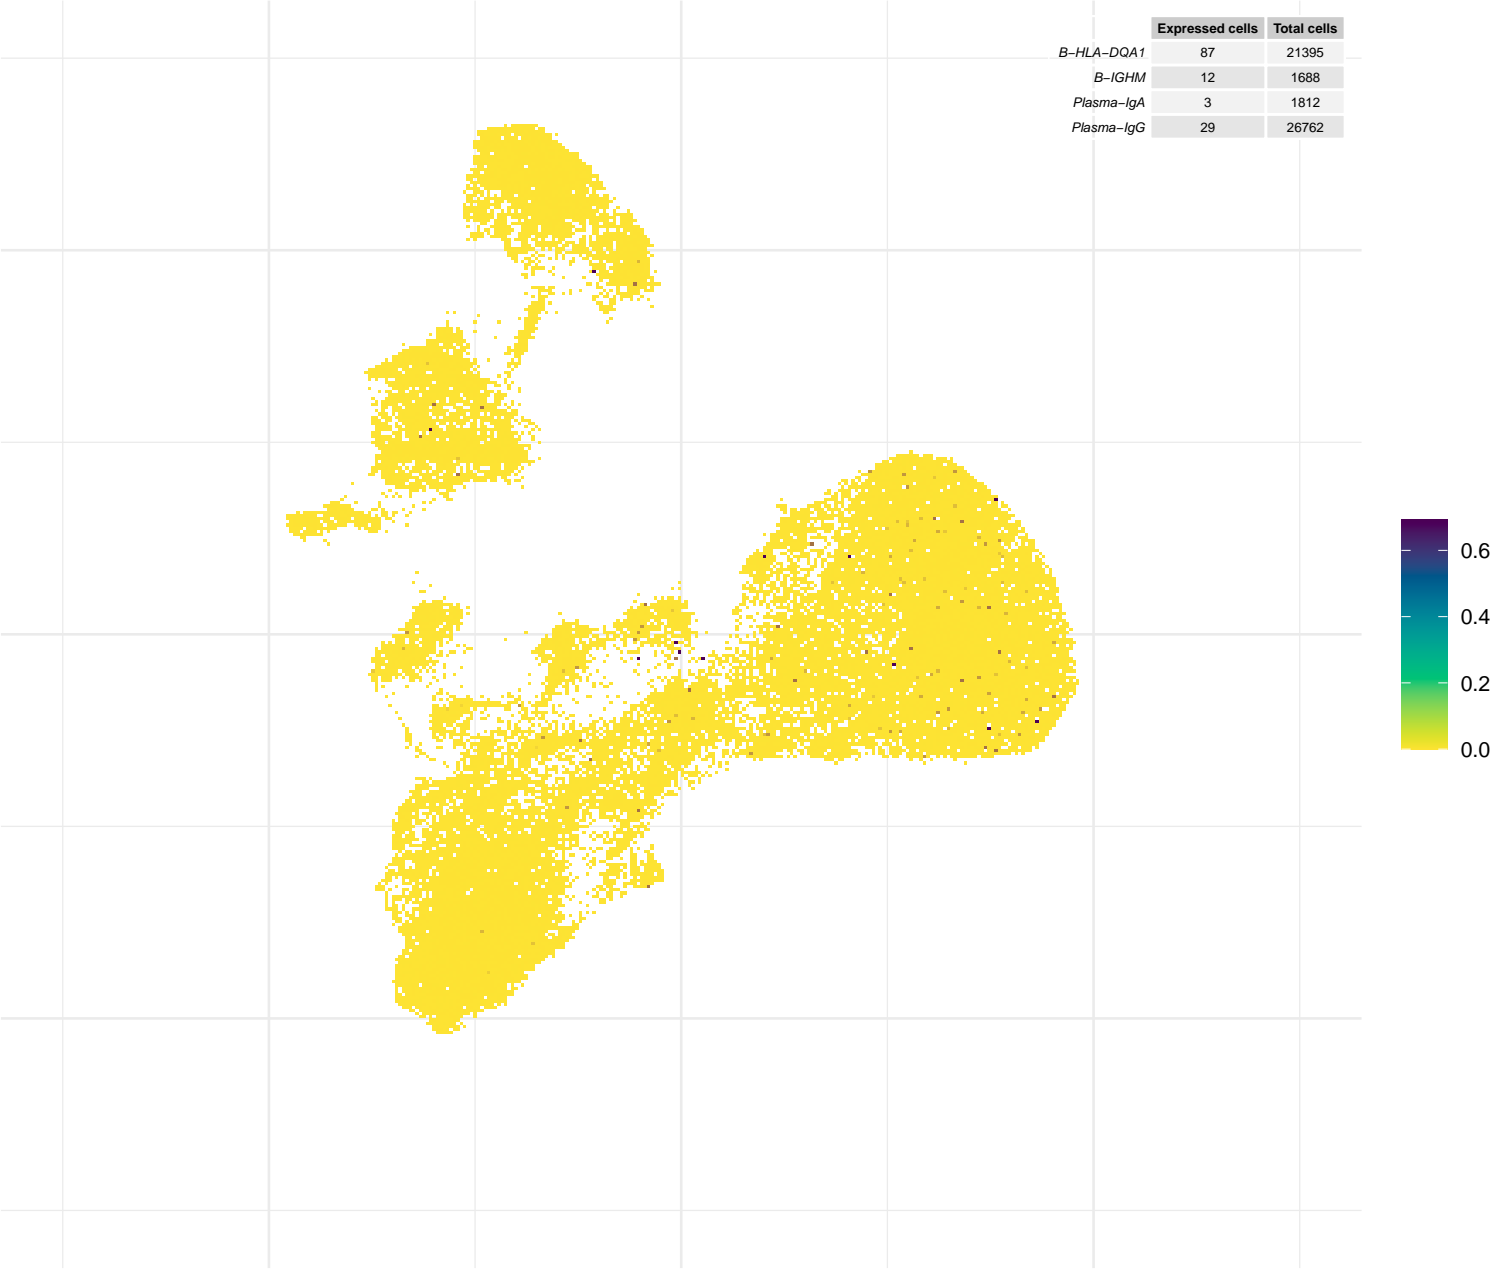 Expressed cells Total cells
B−HLA−DQA1 87 21395
B−IGHM 12 1688
Plasma−IgA 3 1812
Plasma−IgG 29 26762
0.6
0.4
0.2
0.0